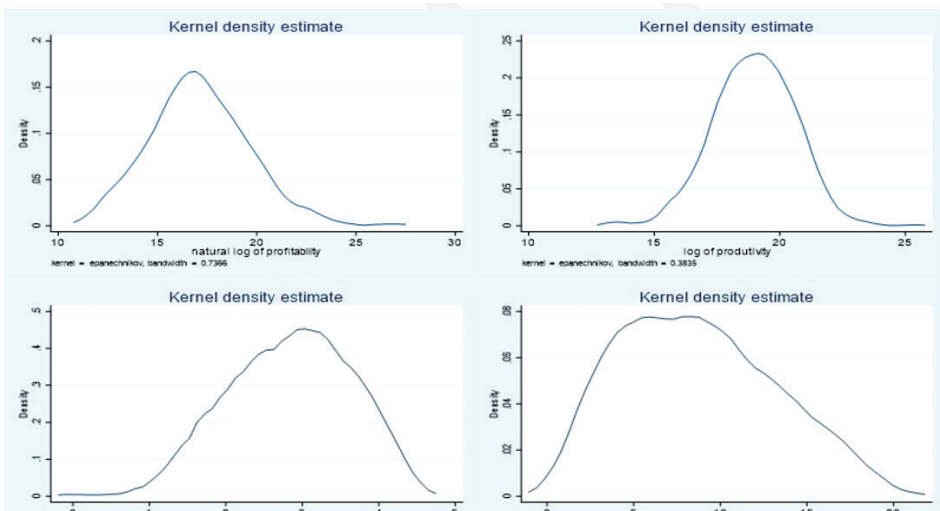 Kernel density estimate
.2
.15
.1
.05
0
Density
10 15 20 25 30
natural log of profitability
kernel = epanechnikov, bandwidth = 0.7366
Kernel density estimate
.25
.2
.15
.1
.05
0
Density
10 15 20 25
log of produtivity
kernel = epanechnikov, bandwidth = 0.3835
Kernel density estimate
.5
.4
.3
.2
.1
0
Density
Kernel density estimate
.08
.06
.04
.02
0
Density